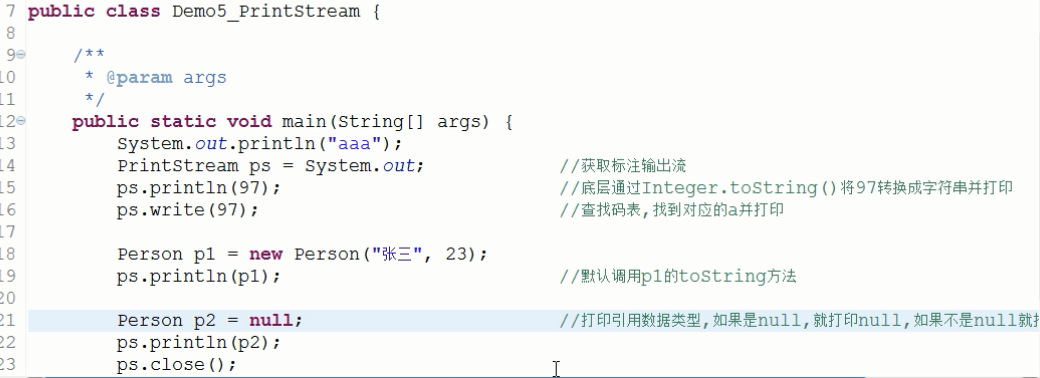 7 public class Demo5_PrintStream {
8
9 /**
10 * @param args
11 */
12 public static void main(String[] args) {
13 System.out.println("aaa");
14 PrintStream ps = System.out; //获取标注输出流
15 ps.println(97); //底层通过Integer.toString()将97转换成字符串并打印
16 ps.write(97); //查找码表,找到对应的a并打印
17
18 Person p1 = new Person("张三", 23);
19 ps.println(p1); //默认调用p1的toString方法
20
21 Person p2 = null; //打印引用数据类型,如果是null,就打印null,如果不是null就
22 ps.println(p2);
23 ps.close();